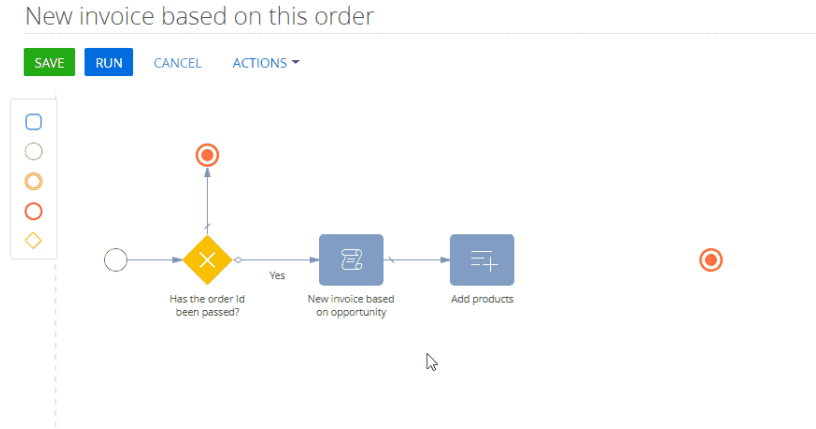 New invoice based on this order
SAVE
RUN
CANCEL
ACTIONS
Yes
Has the order Id
been passed?
New invoice based
on opportunity
Add products